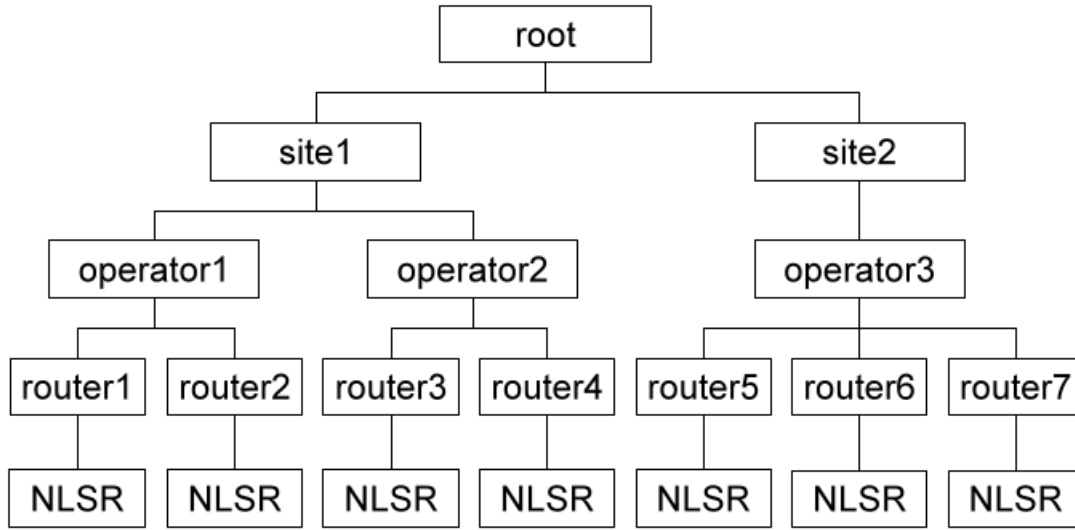 root
site1 site2
operator1 operator2 operator3
router1 router2 router3 router4 router5 router6 router7
NLSR NLSR NLSR NLSR NLSR NLSR NLSR